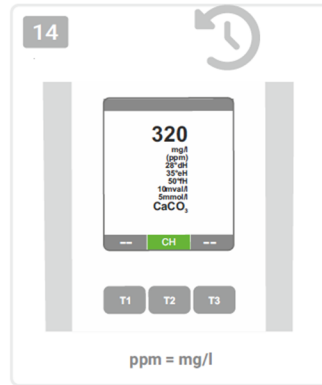 14
320
mg/l
(ppm)
28°dH
35°eH
50°fH
10mval/l
5mmol/l
CaCO₃
-- CH --
T1 T2 T3
ppm = mg/l